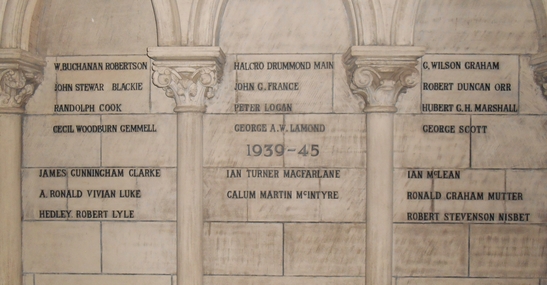 W. BUCHANAN ROBERTSON
JOHN STEWAR BLACKIE
RANDOLPH COOK
CECIL WOODBURN GEMMELL
HALCRO DRUMMOND MAIN
JOHN G. FRANCE
PETER LOGAN
GEORGE A.W. LAMOND
G. WILSON GRAHAM
ROBERT DUNCAN ORR
HUBERT G.H. MARSHALL
GEORGE SCOTT
1939-45
JAMES CUNNINGHAM CLARKE
A. RONALD VIVIAN LUKE
HEDLEY ROBERT LYLE
IAN TURNER MACFARLANE
CALUM MARTIN McINTYRE
IAN McLEAN
RONALD GRAHAM MUTTER
ROBERT STEVENSON NISBET